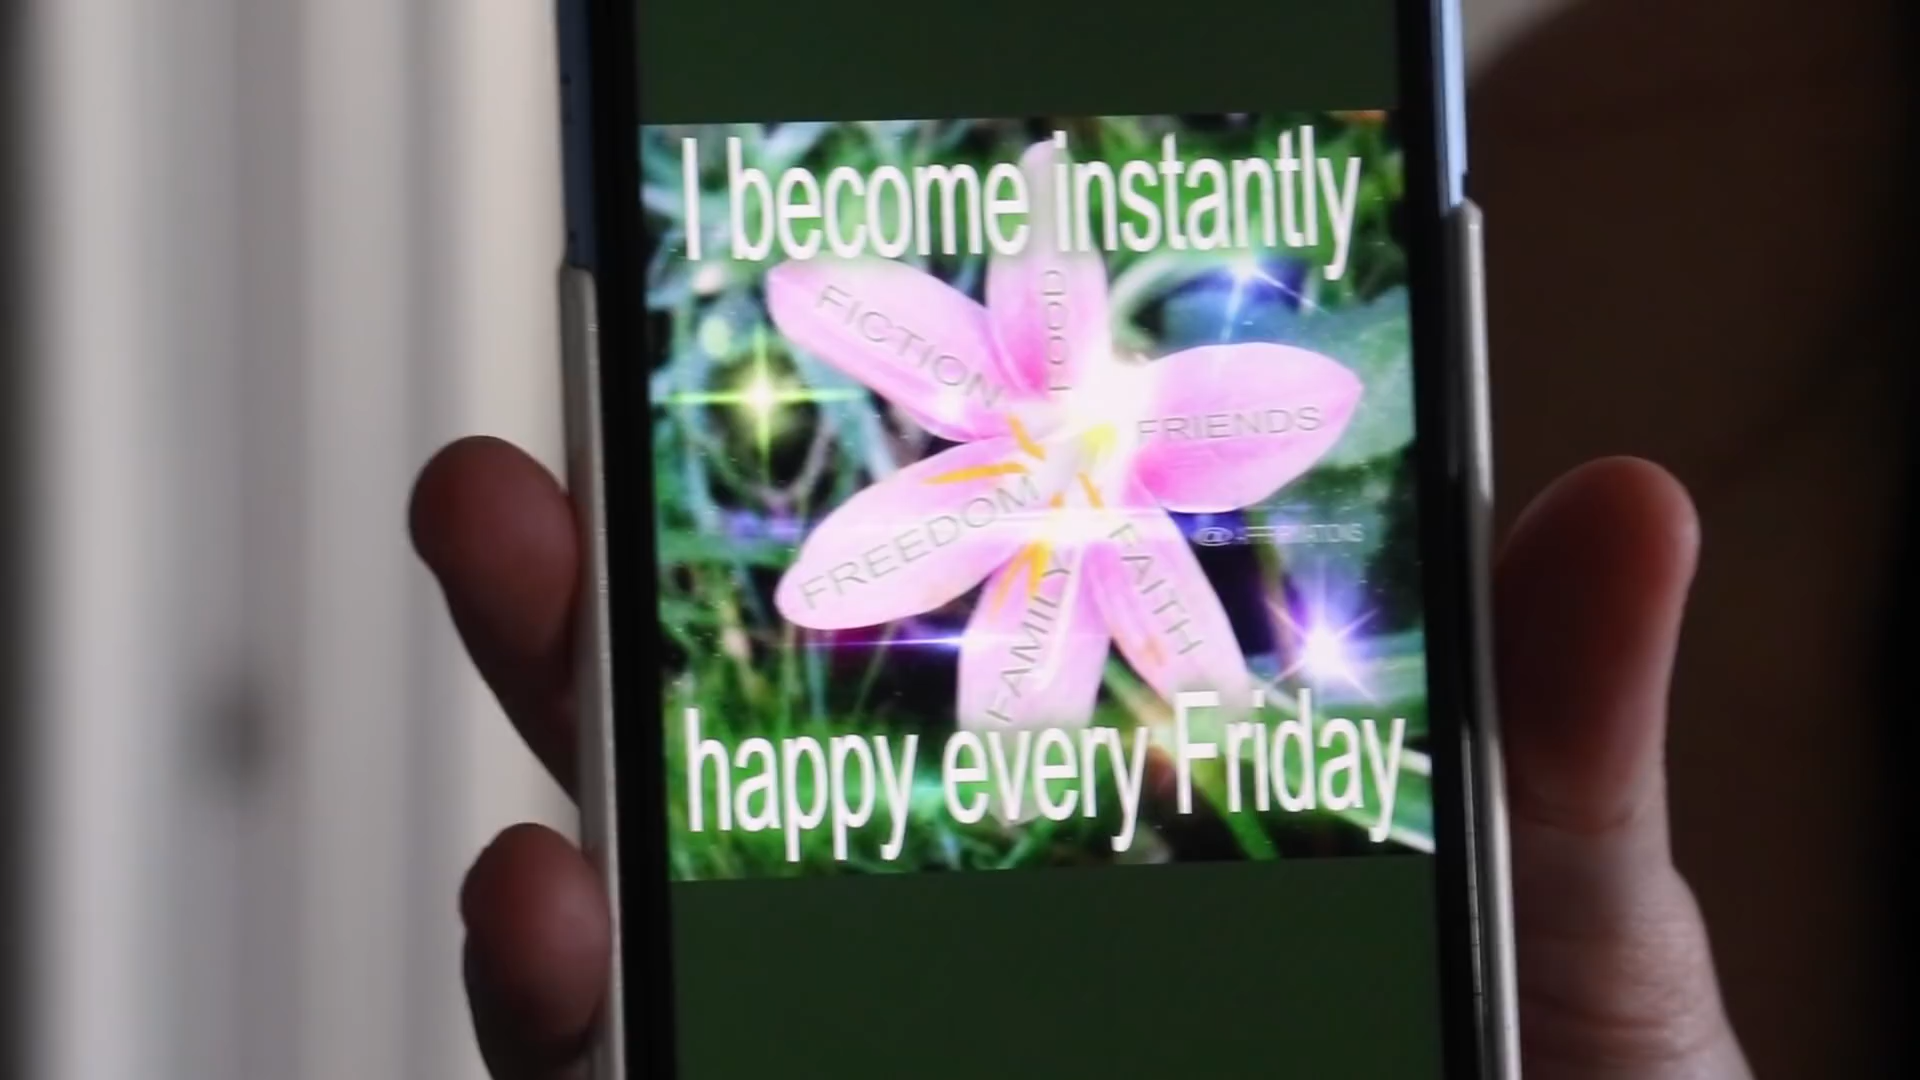 I become instantly
FOOD
FICTION
FRIENDS
FREEDOM
FAITH
FAMILY
happy every Friday